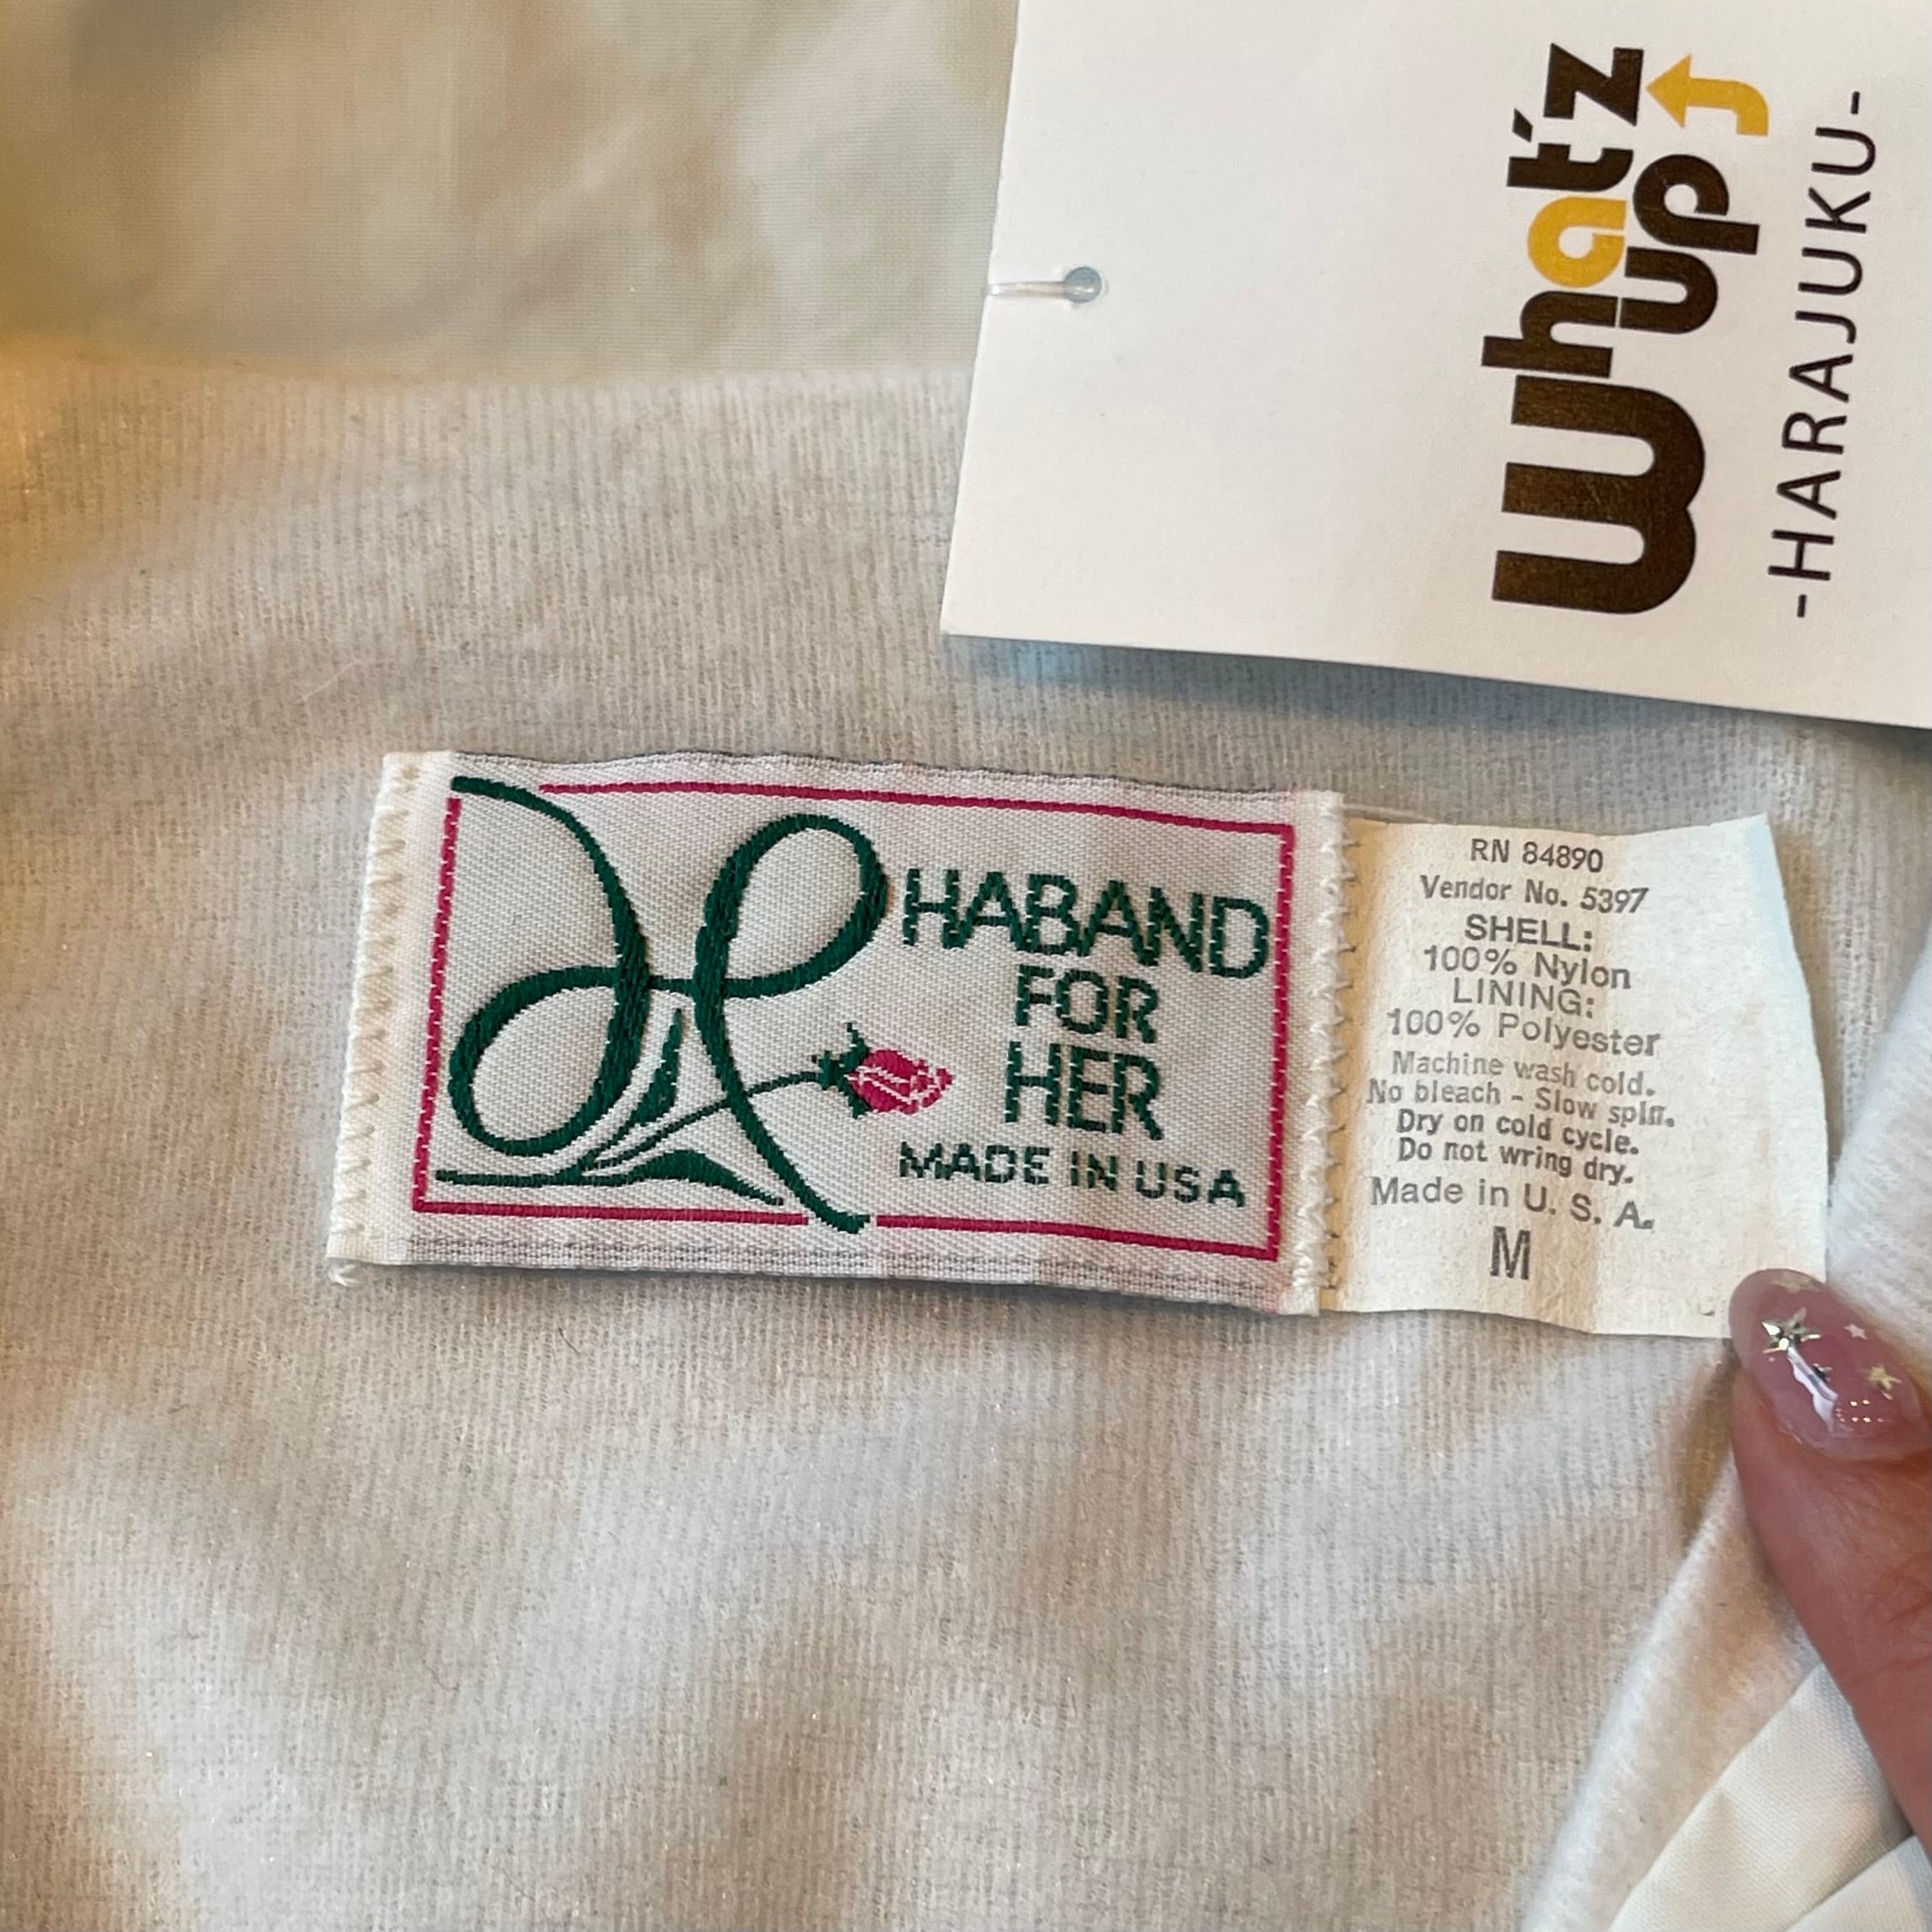 What'z
up
-HARAJUKU-
HABAND
FOR
HER
MADE IN USA
RN 84890
Vendor No. 5397
SHELL:
100% Nylon
LINING:
100% Polyester
Machine wash cold.
No bleach - Slow spin.
Dry on cold cycle.
Do not wring dry.
Made in U. S. A.
M